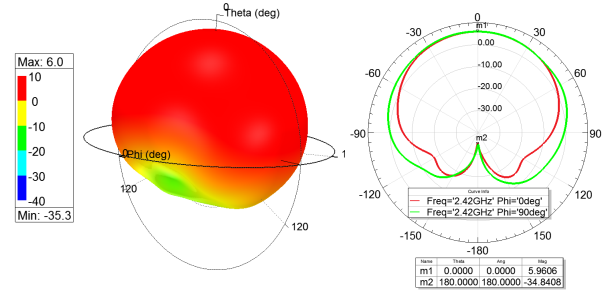 0
Theta (deg)
Max: 6.0
10
0
-10
-20
-30
-40
Min: -35.3
0
Phi (deg)
1
120
120
0
-30
30
-60
60
-90
90
-120
120
-150
150
-180
m1
0.00
-10.00
-20.00
-30.00
m2
Curve Info
Freq='2.42GHz' Phi='0deg'
Freq='2.42GHz' Phi='90deg'
Name Theta Ang Mag
m1 0.0000 0.0000 5.9606
m2 180.0000 180.0000 -34.8408